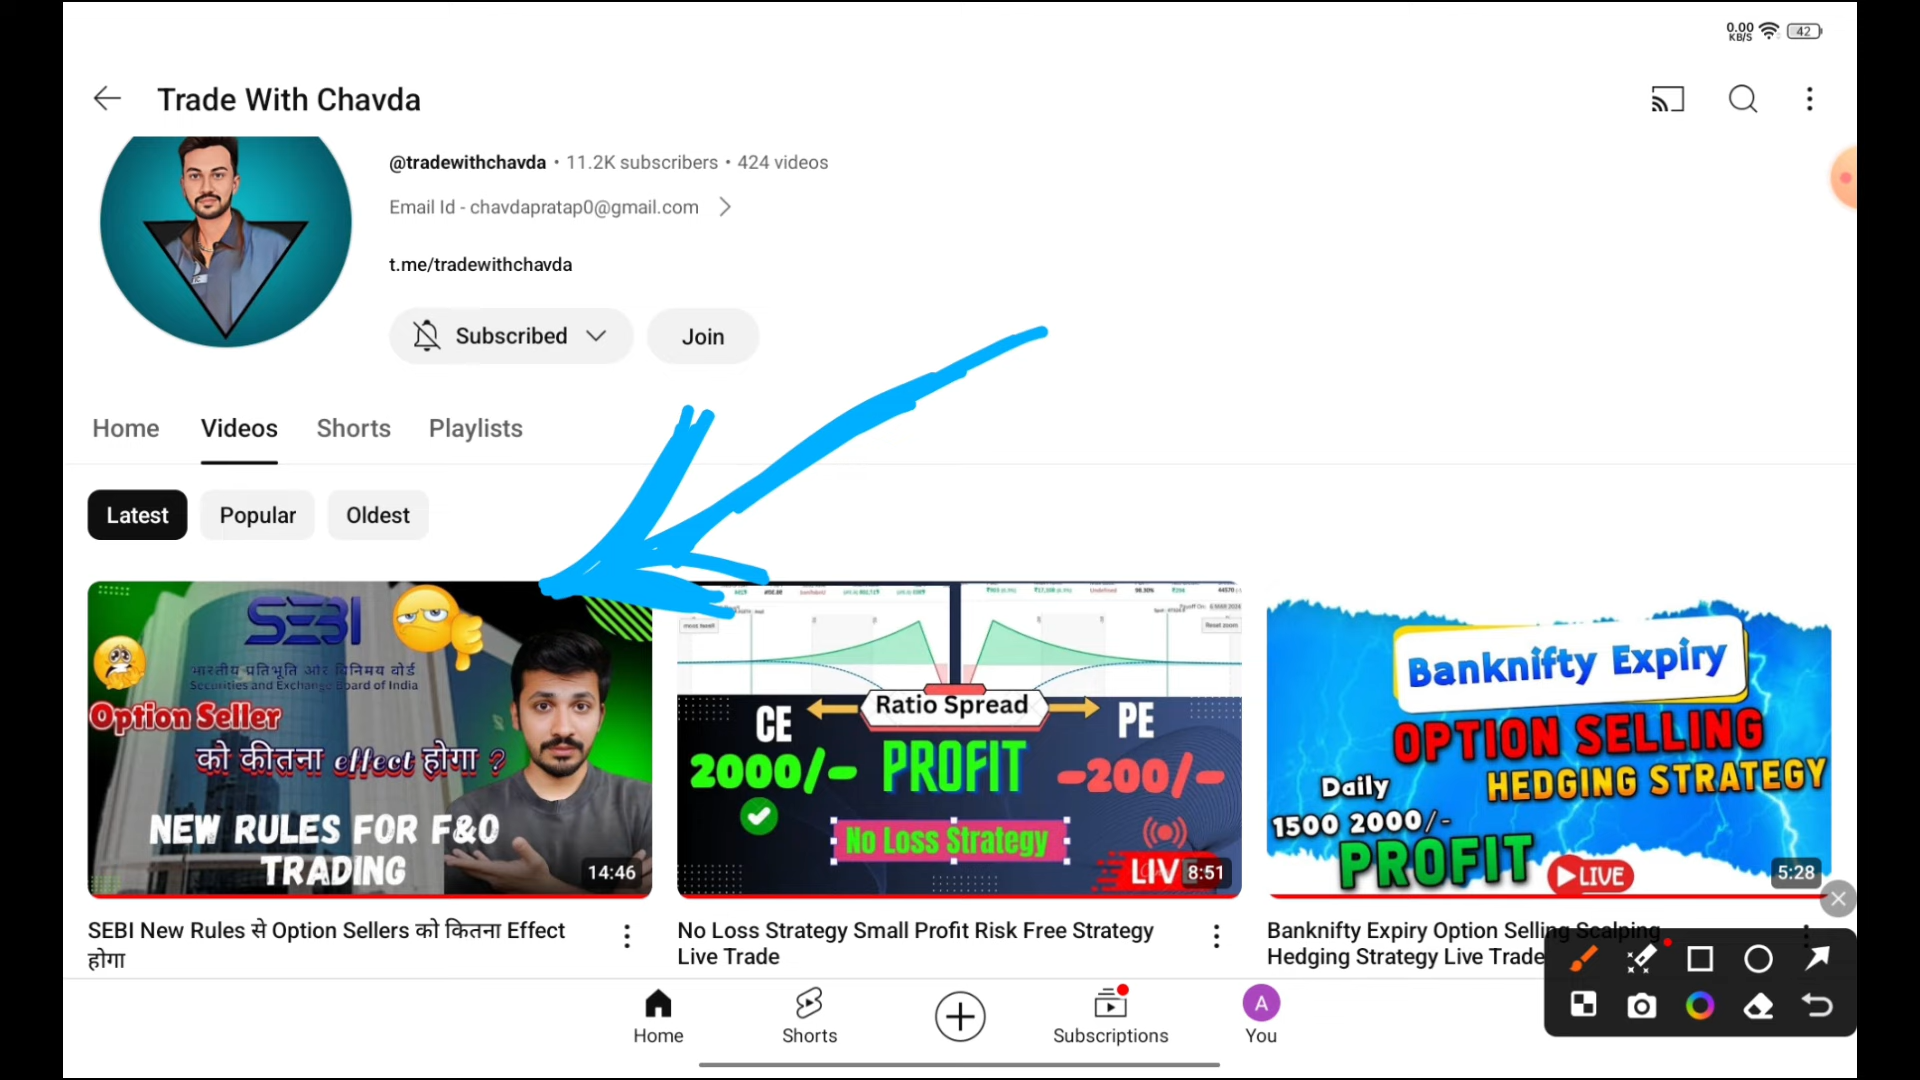 0.00
KB/S
42
Trade With Chavda
@tradewithchavda • 11.2K subscribers • 424 videos
Email Id - chavdapratap0@gmail.com
t.me/tradewithchavda
Subscribed
Join
Home Videos Shorts Playlists
Latest Popular Oldest
SEBI
भारतीय प्रतिभूति और विनिमय बोर्ड
Securities and Exchange Board of India
Option Seller
को कीतना effect होगा ?
NEW RULES FOR F&O
TRADING
14:46
Reset zoom
Ratio Spread
CE
PE
2000/-
PROFIT
-200/-
No Loss Strategy
LIV
8:51
Banknifty Expiry
OPTION SELLING
HEDGING STRATEGY
Daily
1500 2000/-
PROFIT
LIVE
5:28
SEBI New Rules से Option Sellers को कितना Effect
होगा
No Loss Strategy Small Profit Risk Free Strategy
Live Trade
Banknifty Expiry Option Selling Scalping
Hedging Strategy Live Trade
Home
Shorts
Subscriptions
A
You